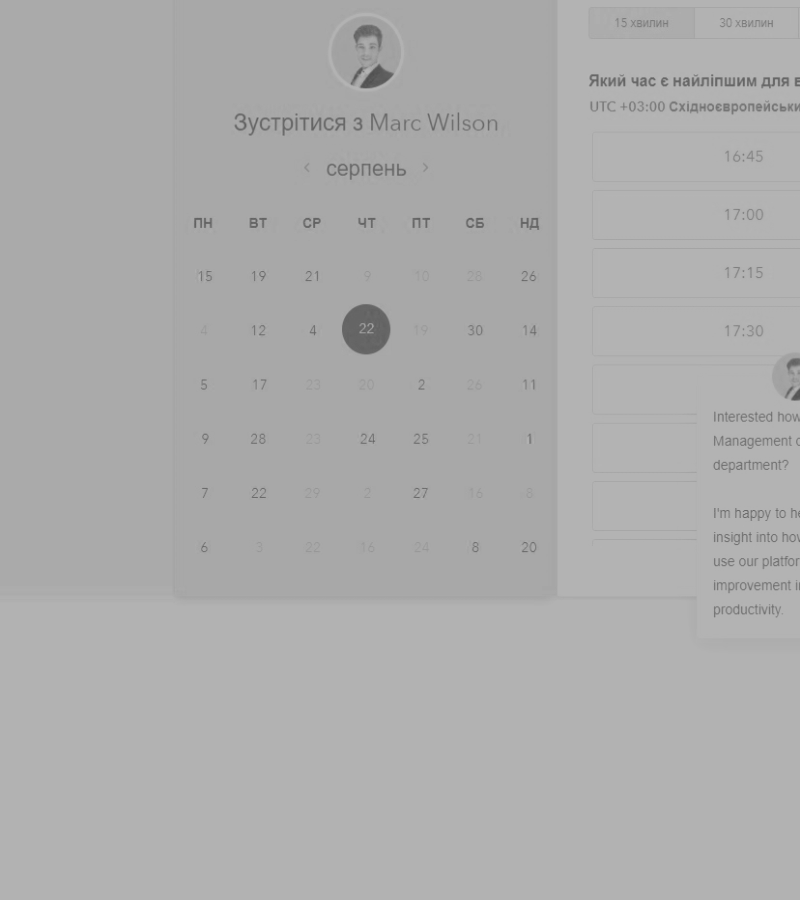 Зустрітися з Marc Wilson
‹ серпень ›
ПН ВТ СР ЧТ ПТ СБ НД
15 19 21 9 10 28 26
4 12 4 22 19 30 14
5 17 23 20 2 26 11
9 28 23 24 25 21 1
7 22 29 2 27 16 8
6 3 22 16 24 8 20
15 хвилин 30 хвилин
Який час є найліпшим для в
UTC +03:00 Східноєвропейськи
16:45
17:00
17:15
17:30
Interested how
Management
department?
I'm happy to he
insight into how
use our platfor
improvement i
productivity.